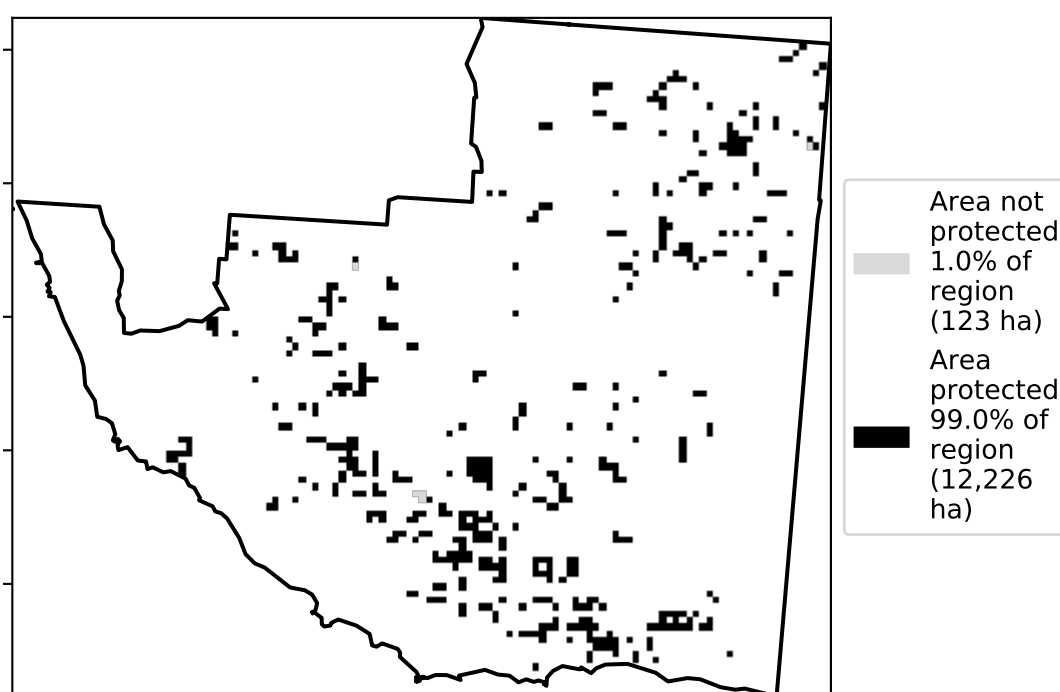 Area not
protected
1.0% of
region
(123 ha)
Area
protected
99.0% of
region
(12,226
ha)